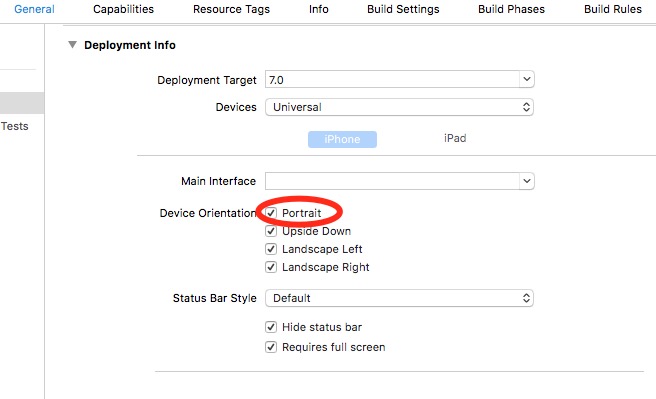 General Capabilities Resource Tags Info Build Settings Build Phases Build Rules
Deployment Info
Deployment Target 7.0
Tests
Devices Universal
iPhone iPad
Main Interface
Device Orientation Portrait
Upside Down
Landscape Left
Landscape Right
Status Bar Style Default
Hide status bar
Requires full screen